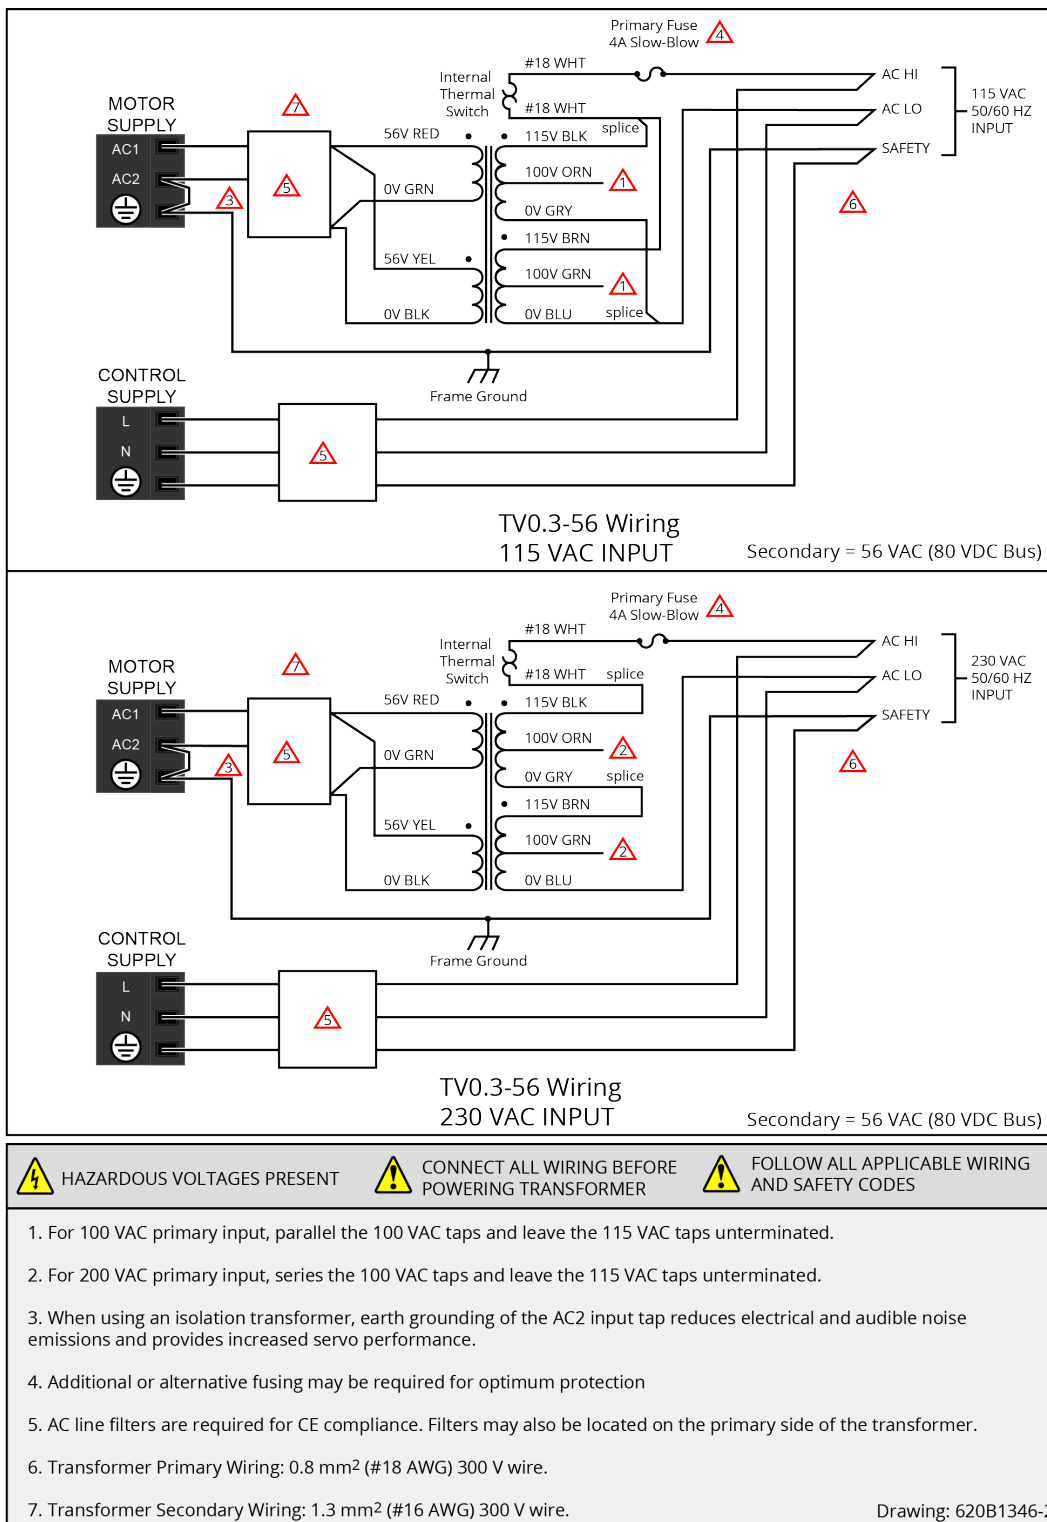 Primary Fuse
4A Slow-Blow
4
#18 WHT
Internal
Thermal
Switch
#18 WHT
splice
AC HI
AC LO
SAFETY
115 VAC
50/60 HZ
INPUT
MOTOR
SUPPLY
AC1
AC2
7
5
3
56V RED
0V GRN
56V YEL
0V BLK
115V BLK
100V ORN
1
0V GRY
115V BRN
100V GRN
1
0V BLU
splice
6
Frame Ground
CONTROL
SUPPLY
L
N
5
TV0.3-56 Wiring
115 VAC INPUT
Secondary = 56 VAC (80 VDC Bus)
Primary Fuse
4A Slow-Blow
4
#18 WHT
Internal
Thermal
Switch
#18 WHT
splice
AC HI
AC LO
SAFETY
230 VAC
50/60 HZ
INPUT
MOTOR
SUPPLY
AC1
AC2
7
5
3
56V RED
0V GRN
56V YEL
0V BLK
115V BLK
100V ORN
2
0V GRY
splice
115V BRN
100V GRN
2
0V BLU
6
Frame Ground
CONTROL
SUPPLY
L
N
5
TV0.3-56 Wiring
230 VAC INPUT
Secondary = 56 VAC (80 VDC Bus)
HAZARDOUS VOLTAGES PRESENT
CONNECT ALL WIRING BEFORE
POWERING TRANSFORMER
FOLLOW ALL APPLICABLE WIRING
AND SAFETY CODES
1. For 100 VAC primary input, parallel the 100 VAC taps and leave the 115 VAC taps unterminated.
2. For 200 VAC primary input, series the 100 VAC taps and leave the 115 VAC taps unterminated.
3. When using an isolation transformer, earth grounding of the AC2 input tap reduces electrical and audible noise
emissions and provides increased servo performance.
4. Additional or alternative fusing may be required for optimum protection
5. AC line filters are required for CE compliance. Filters may also be located on the primary side of the transformer.
6. Transformer Primary Wiring: 0.8 mm² (#18 AWG) 300 V wire.
7. Transformer Secondary Wiring: 1.3 mm² (#16 AWG) 300 V wire.
Drawing: 620B1346-2